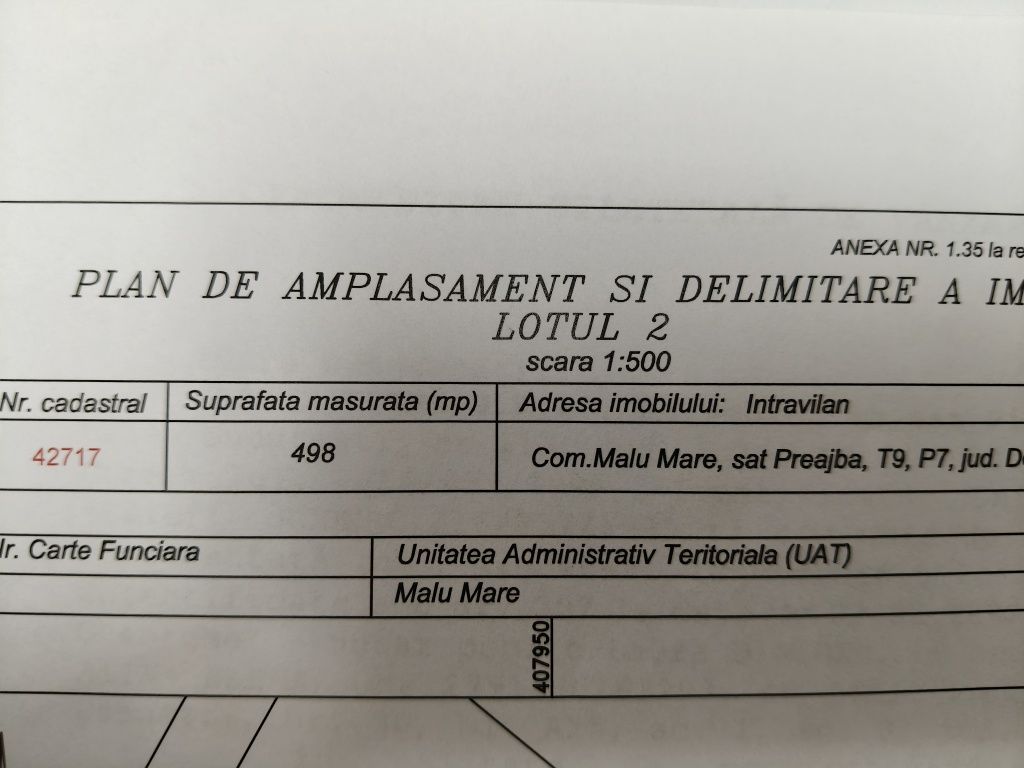 ANEXA NR. 1.35 la re
PLAN DE AMPLASAMENT SI DELIMITARE A IM
LOTUL 2
scara 1:500
Nr. cadastral Suprafata masurata (mp) Adresa imobilului: Intravilan
42717 498 Com.Malu Mare, sat Preajba, T9, P7, jud. D
Nr. Carte Funciara Unitatea Administrativ Teritoriala (UAT)
Malu Mare
407950